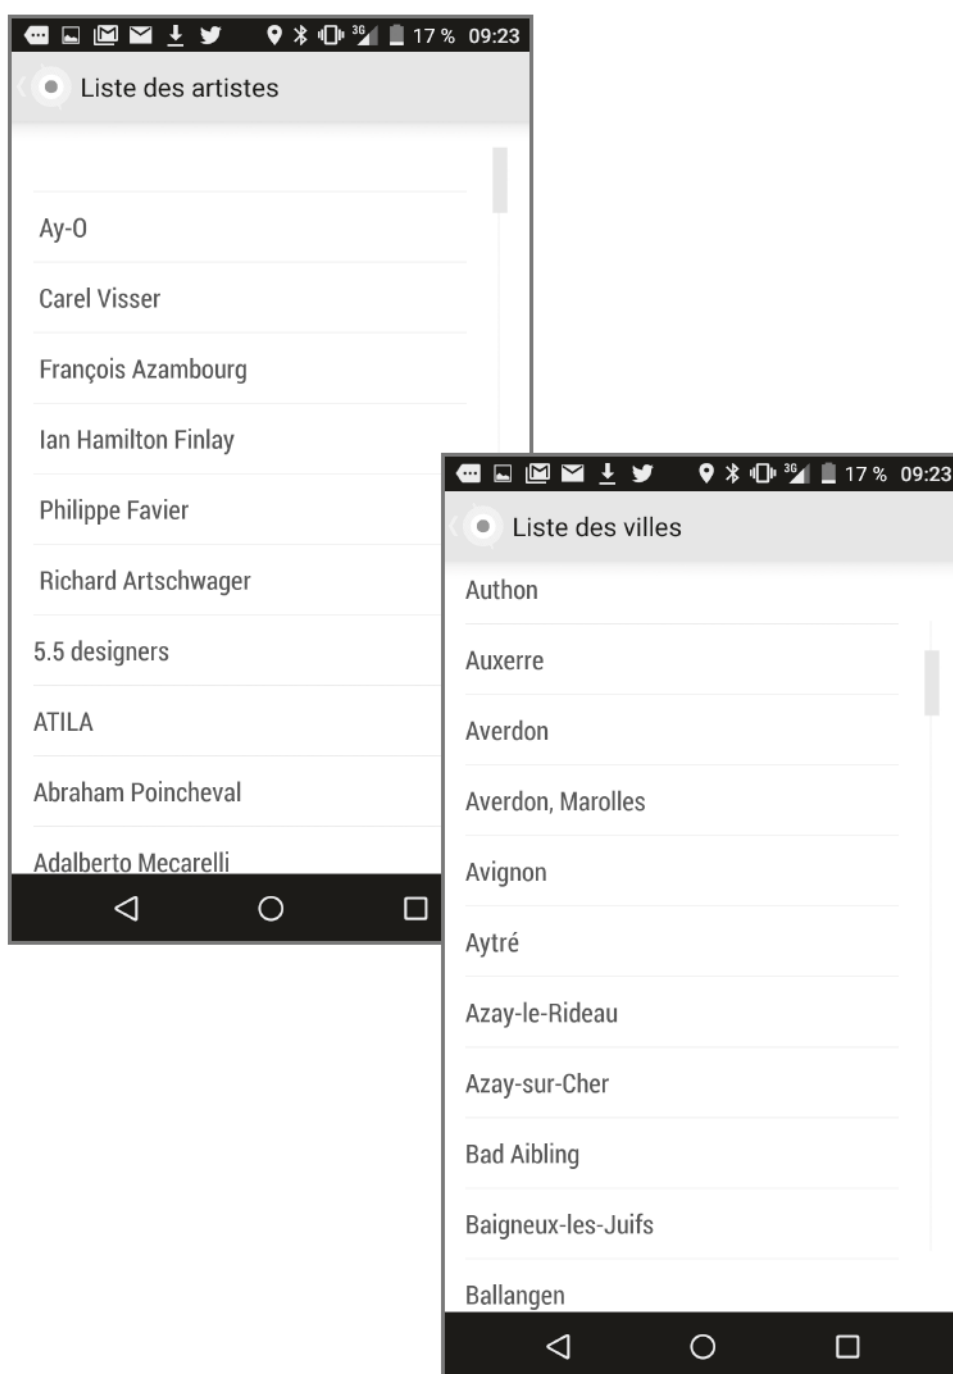 3G 17 % 09:23
Liste des artistes
Ay-O
Carel Visser
François Azambourg
Ian Hamilton Finlay
Philippe Favier
Richard Artschwager
5.5 designers
ATILA
Abraham Poincheval
Adalberto Mecarelli
3G 17 % 09:23
Liste des villes
Authon
Auxerre
Averdon
Averdon, Marolles
Avignon
Aytré
Azay-le-Rideau
Azay-sur-Cher
Bad Aibling
Baigneux-les-Juifs
Ballangen